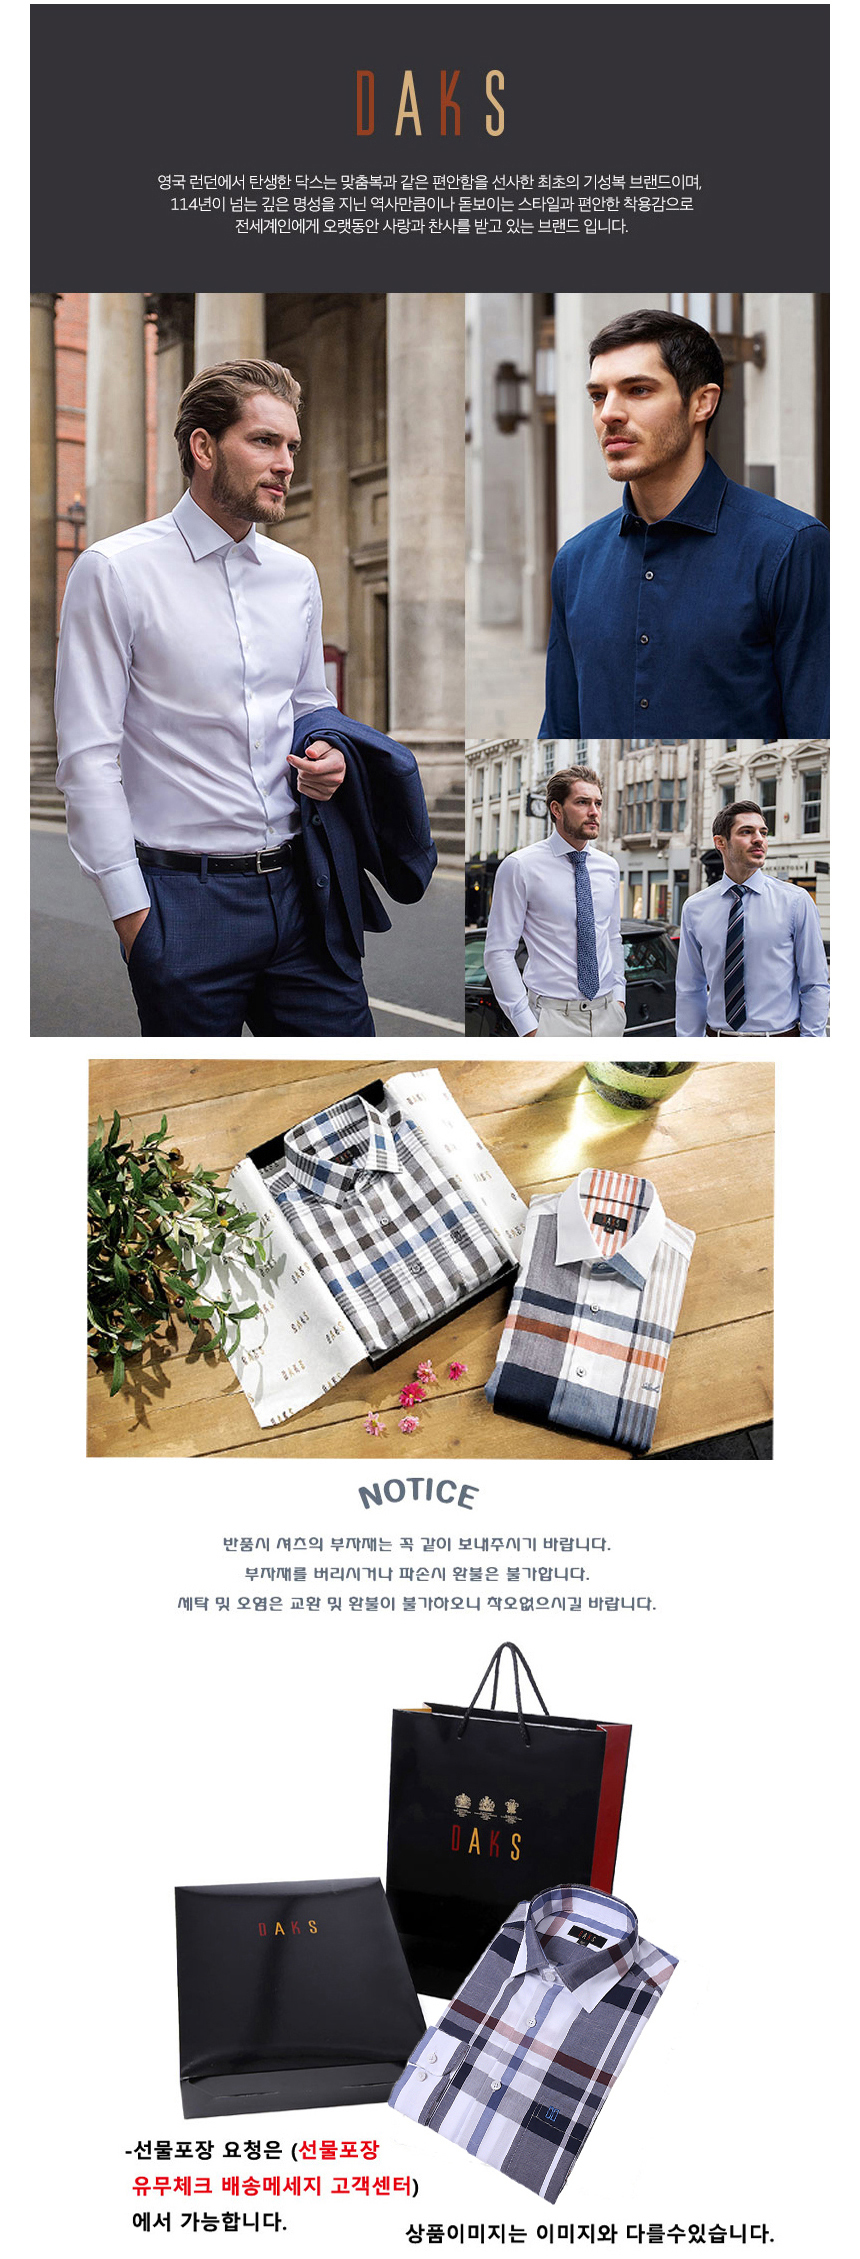 DAKS
영국 런던에서 탄생한 닥스는 맞춤복과 같은 편안함을 선사한 최초의 기성복 브랜드이며,
114년이 넘는 깊은 명성을 지닌 역사만큼이나 돋보이는 스타일과 편안한 착용감으로
전세계인에게 오랫동안 사랑과 찬사를 받고 있는 브랜드 입니다.
DAKS
NOTICE
반품시 셔츠의 부자재는 꼭 같이 보내주시기 바랍니다.
부자재를 버리시거나 파손시 환불은 불가합니다.
세탁 및 오염은 교환 및 환불이 불가하오니 착오없으시길 바랍니다.
DAKS
DAKS
DAKS
-선물포장 요청은 (선물포장
유무체크 배송메세지 고객센터)
에서 가능합니다.
상품이미지는 이미지와 다를수있습니다.